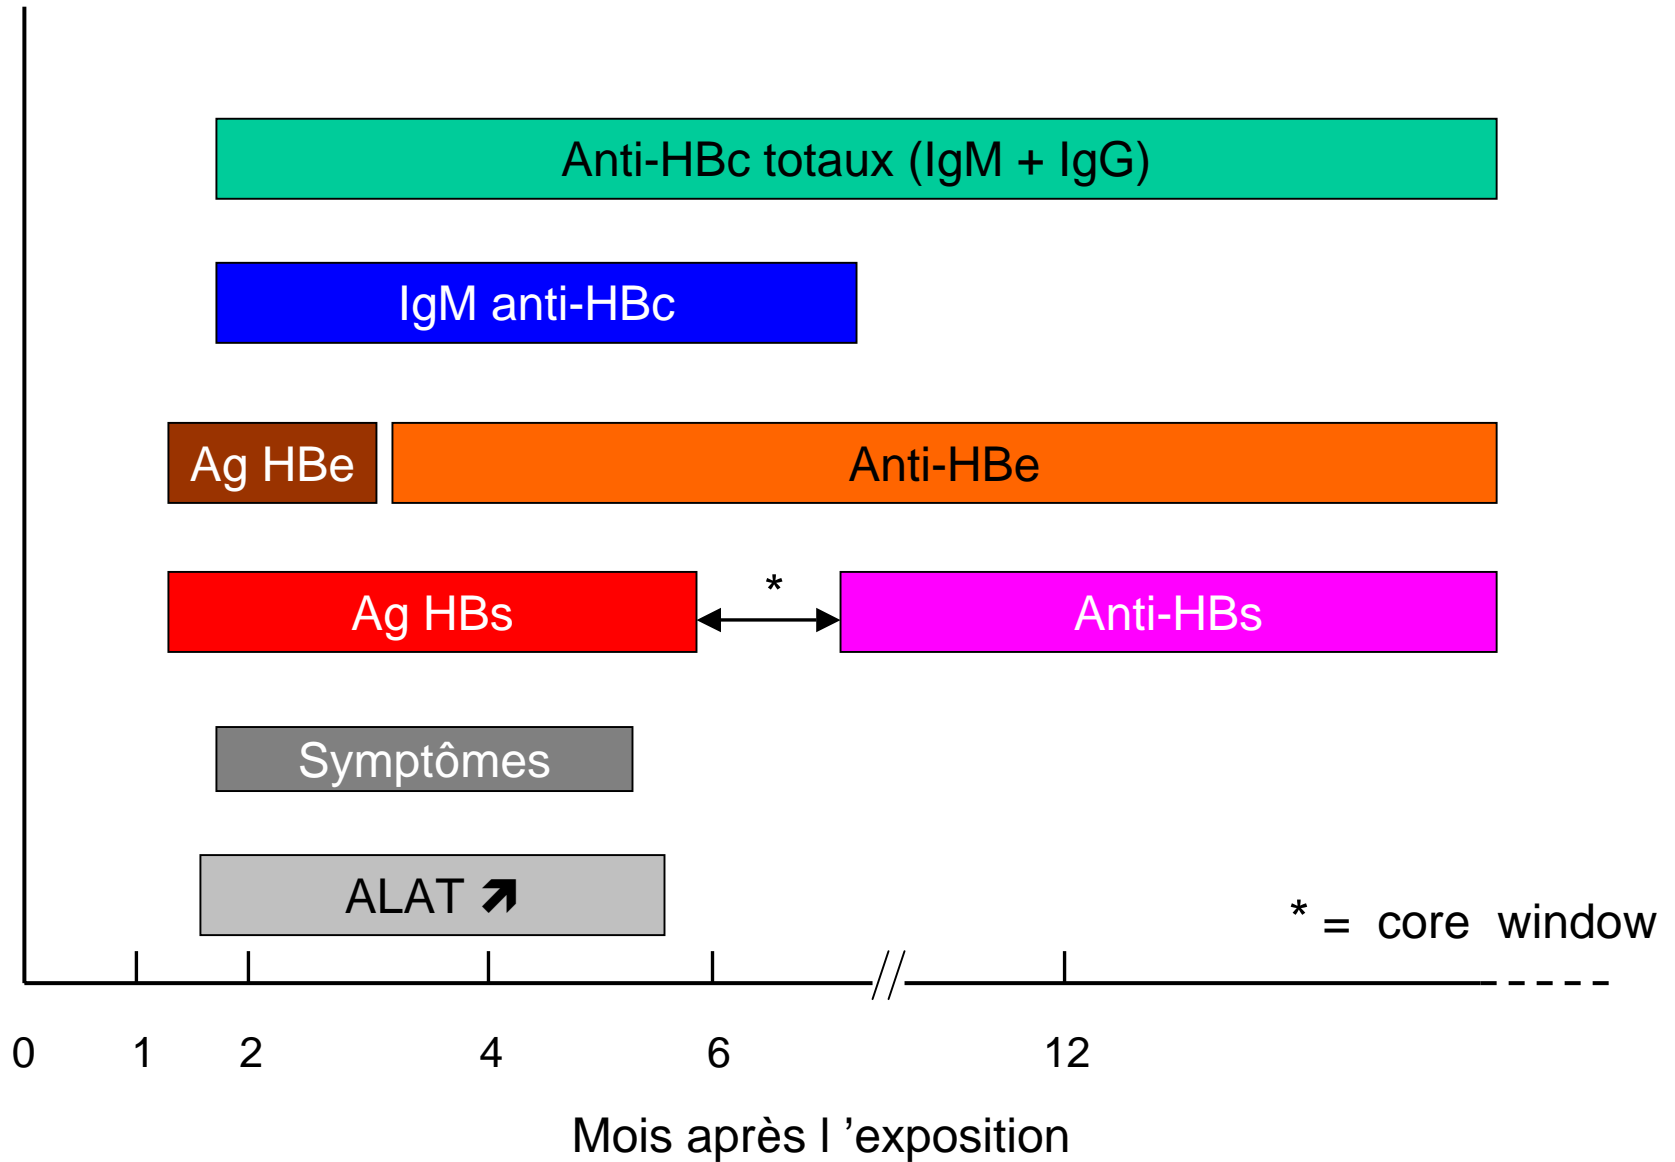 Anti-HBc totaux (IgM + IgG)
IgM anti-HBc
Ag HBe
Anti-HBe
*
Ag HBs
Anti-HBs
Symptômes
ALAT ↗
* = core window
0 1 2 4 6 12
Mois après l ’exposition